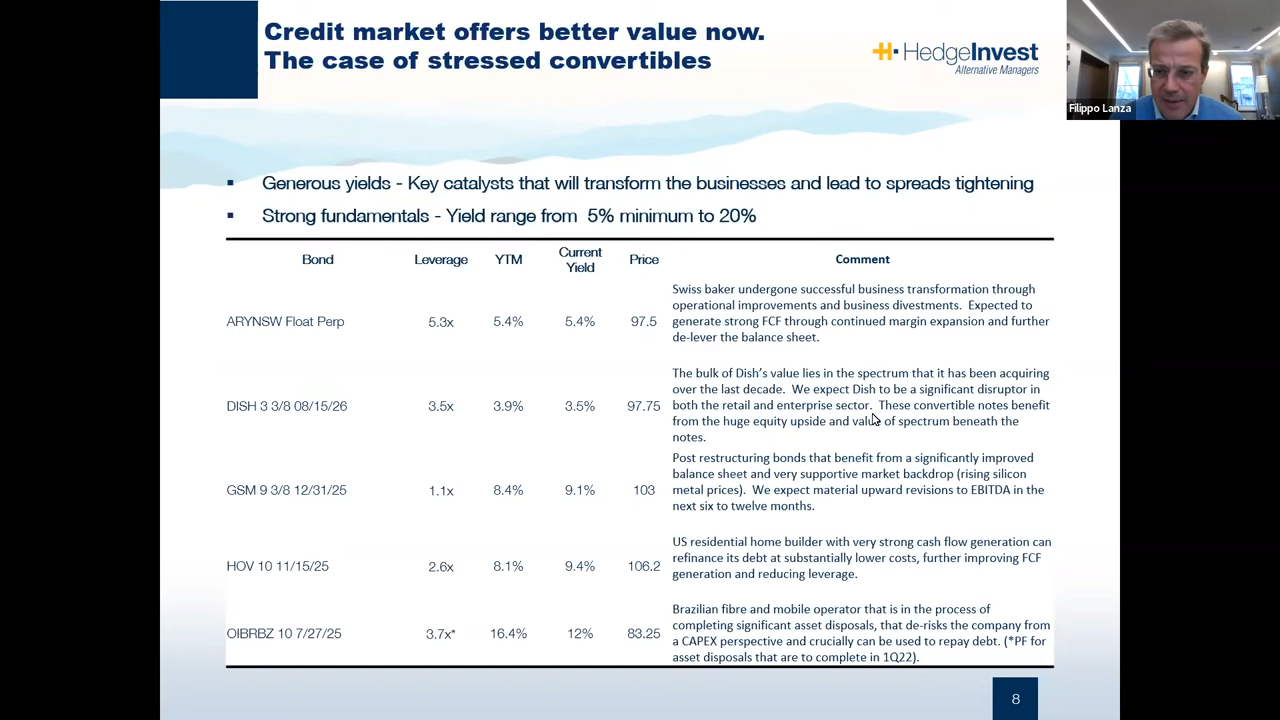 Credit market offers better value now.
The case of stressed convertibles
HedgeInvest
Alternative Managers
Filippo Lanza
▪ Generous yields - Key catalysts that will transform the businesses and lead to spreads tightening
▪ Strong fundamentals - Yield range from 5% minimum to 20%
Bond Leverage YTM Current Yield Price Comment
ARYNSW Float Perp 5.3x 5.4% 5.4% 97.5
Swiss baker undergone successful business transformation through
operational improvements and business divestments. Expected to
generate strong FCF through continued margin expansion and further
de-lever the balance sheet.
DISH 3 3/8 08/15/26 3.5x 3.9% 3.5% 97.75
The bulk of Dish's value lies in the spectrum that it has been acquiring
over the last decade. We expect Dish to be a significant disruptor in
both the retail and enterprise sector. These convertible notes benefit
from the huge equity upside and value of spectrum beneath the
notes.
GSM 9 3/8 12/31/25 1.1x 8.4% 9.1% 103
Post restructuring bonds that benefit from a significantly improved
balance sheet and very supportive market backdrop (rising silicon
metal prices). We expect material upward revisions to EBITDA in the
next six to twelve months.
HOV 10 11/15/25 2.6x 8.1% 9.4% 106.2
US residential home builder with very strong cash flow generation can
refinance its debt at substantially lower costs, further improving FCF
generation and reducing leverage.
OIBRBZ 10 7/27/25 3.7x* 16.4% 12% 83.25
Brazilian fibre and mobile operator that is in the process of
completing significant asset disposals, that de-risks the company from
a CAPEX perspective and crucially can be used to repay debt. (*PF for
asset disposals that are to complete in 1Q22).
8